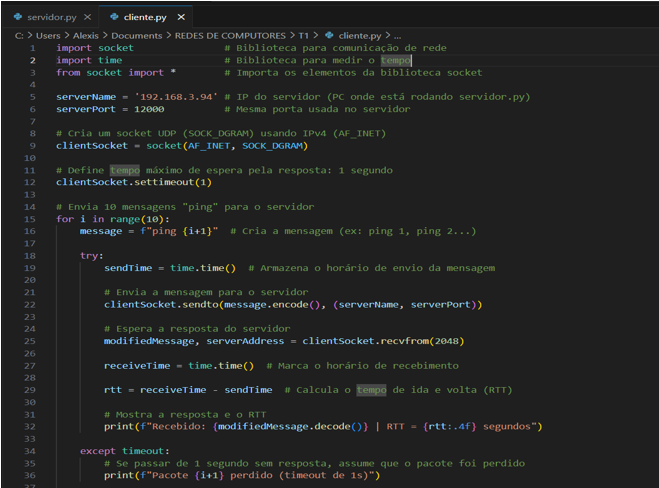 servidor.py cliente.py ×
C: > Users > Alexis > Documents > REDES DE COMPUTORES > T1 > cliente.py > ...
1 import socket # Biblioteca para comunicação de rede
2 import time # Biblioteca para medir o tempo
3 from socket import * # Importa os elementos da biblioteca socket
4
5 serverName = '192.168.3.94' # IP do servidor (PC onde está rodando servidor.py)
6 serverPort = 12000 # Mesma porta usada no servidor
7
8 # Cria um socket UDP (SOCK_DGRAM) usando IPv4 (AF_INET)
9 clientSocket = socket(AF_INET, SOCK_DGRAM)
10
11 # Define tempo máximo de espera pela resposta: 1 segundo
12 clientSocket.settimeout(1)
13
14 # Envia 10 mensagens "ping" para o servidor
15 for i in range(10):
16 message = f"ping {i+1}" # Cria a mensagem (ex: ping 1, ping 2...)
17
18 try:
19 sendTime = time.time() # Armazena o horário de envio da mensagem
20
21 # Envia a mensagem para o servidor
22 clientSocket.sendto(message.encode(), (serverName, serverPort))
23
24 # Espera a resposta do servidor
25 modifiedMessage, serverAddress = clientSocket.recvfrom(2048)
26
27 receiveTime = time.time() # Marca o horário de recebimento
28
29 rtt = receiveTime - sendTime # Calcula o tempo de ida e volta (RTT)
30
31 # Mostra a resposta e o RTT
32 print(f"Recebido: {modifiedMessage.decode()} | RTT = {rtt:.4f} segundos")
33
34 except timeout:
35 # Se passar de 1 segundo sem resposta, assume que o pacote foi perdido
36 print(f"Pacote {i+1} perdido (timeout de 1s)")
37